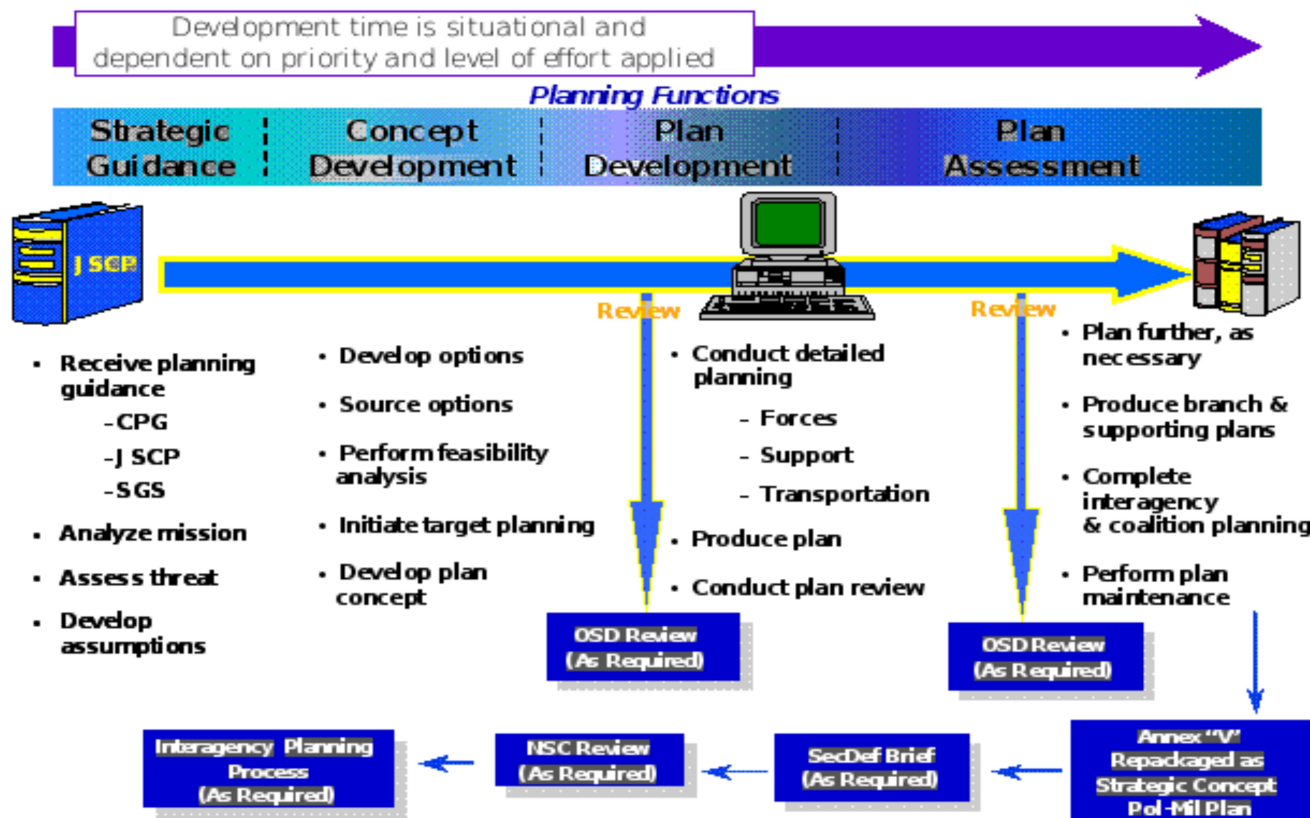 Development time is situational and
dependent on priority and level of effort applied
Planning Functions
Strategic
Guidance
Concept
Development
Plan
Development
Plan
Assessment
JSCP
Review
Review
• Receive planning
guidance
-CPG
-JSCP
-SGS
• Analyze mission
• Assess threat
• Develop
assumptions
• Develop options
• Source options
• Perform feasibility
analysis
• Initiate target planning
• Develop plan
concept
• Conduct detailed
planning
- Forces
- Support
- Transportation
• Produce plan
• Conduct plan review
• Plan further, as
necessary
• Produce branch &
supporting plans
• Complete
interagency
& coalition planning
• Perform plan
maintenance
OSD Review
(As Required)
OSD Review
(As Required)
Interagency Planning
Process
(As Required)
NSC Review
(As Required)
SecDef Brief
(As Required)
Annex "V"
Repackaged as
Strategic Concept
Pol-Mil Plan